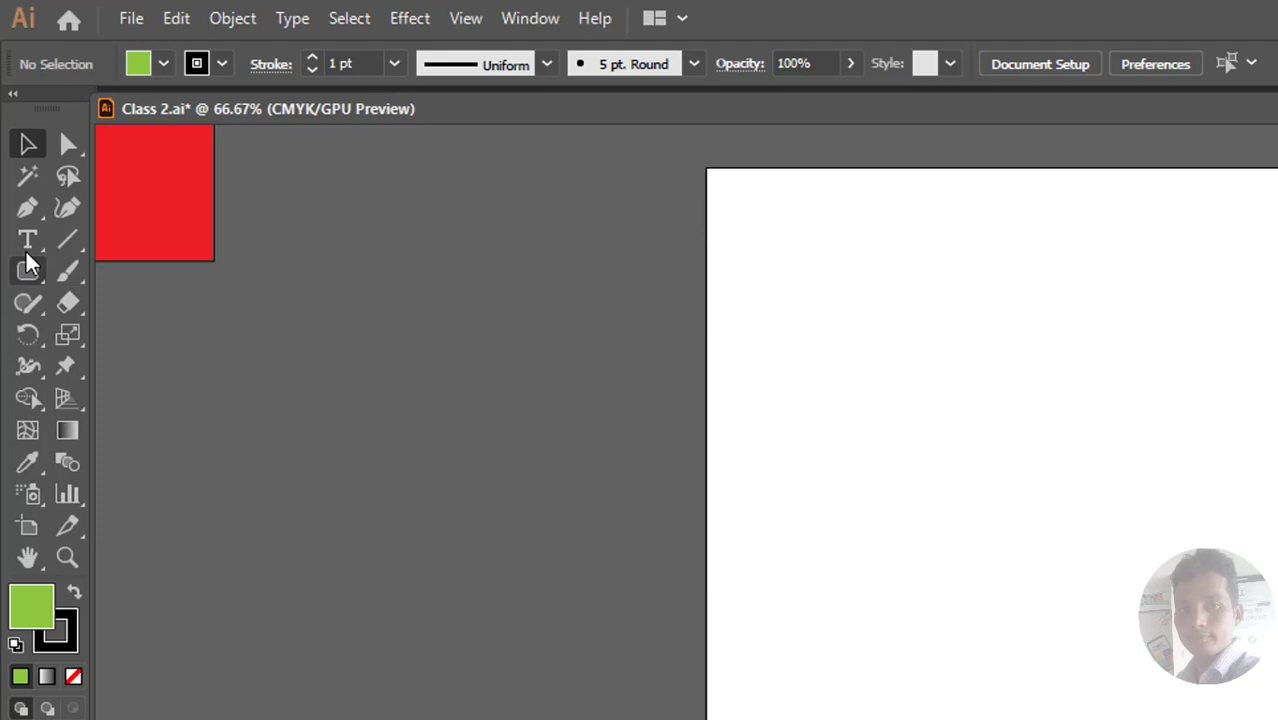 Ai File Edit Object Type Select Effect View Window Help
No Selection Stroke: 1 pt Uniform 5 pt. Round Opacity: 100% Style: Document Setup Preferences
Ai Class 2.ai* @ 66.67% (CMYK/GPU Preview)